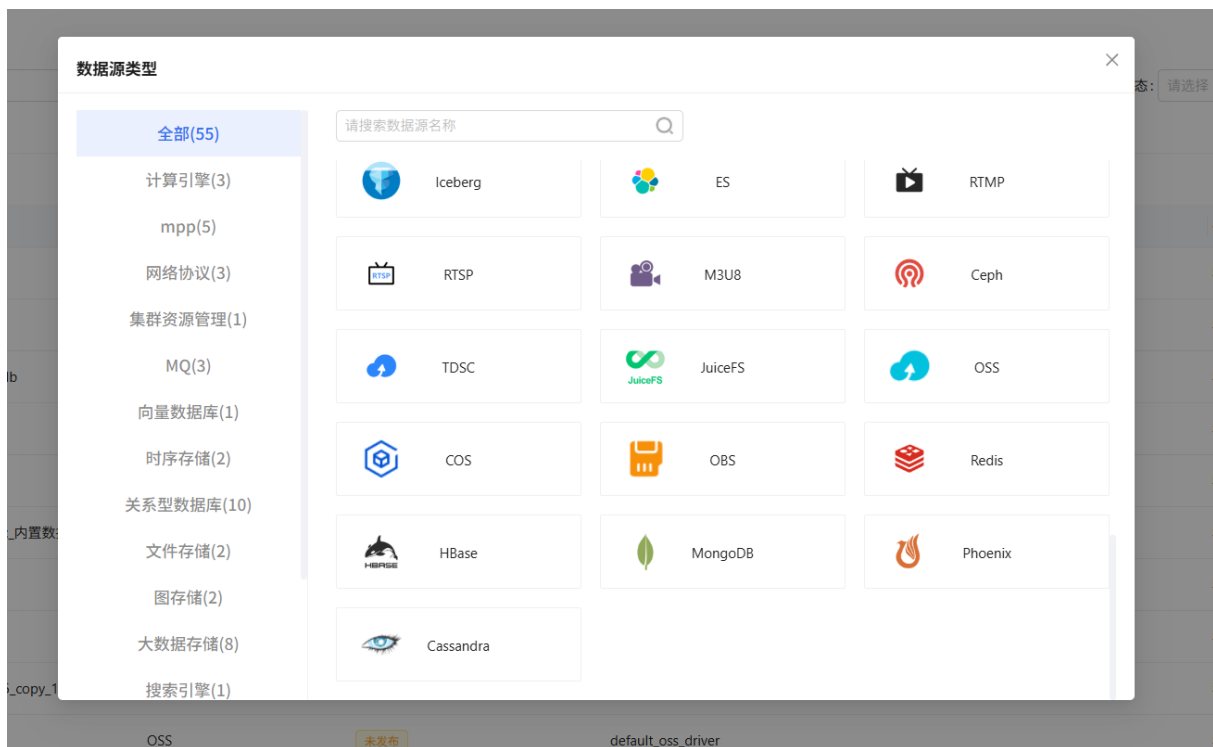 数据源类型
态：
请选择
全部(55)
请搜索数据源名称
计算引擎(3)
Iceberg
ES
RTMP
mpp(5)
网络协议(3)
RTSP
RTSP
M3U8
Ceph
集群资源管理(1)
MQ(3)
TDSC
JuiceFS
JuiceFS
OSS
lb
向量数据库(1)
时序存储(2)
COS
OBS
Redis
关系型数据库(10)
_内置数
文件存储(2)
HBASE
HBase
MongoDB
Phoenix
图存储(2)
大数据存储(8)
Cassandra
_copy_1
搜索引擎(1)
OSS
未发布
default_oss_driver